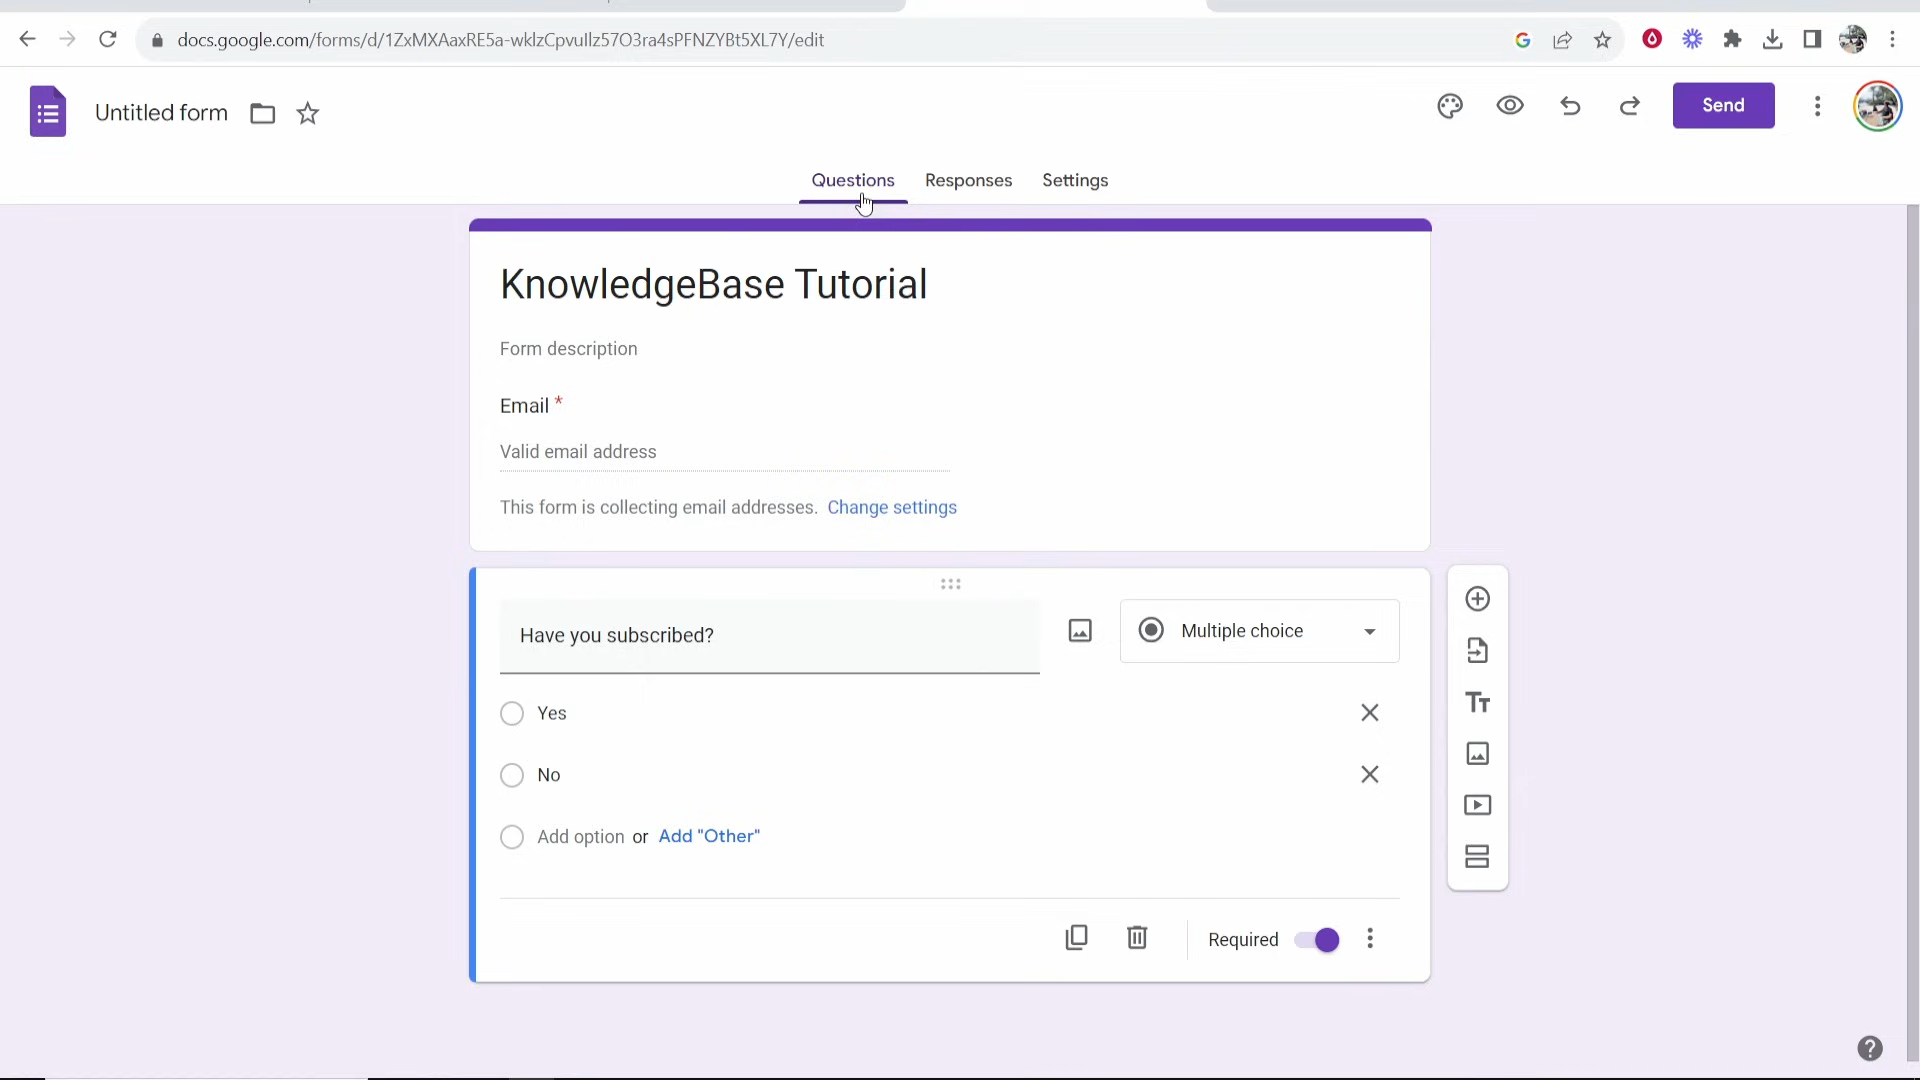 docs.google.com/forms/d/1ZxMXAaxRE5a-wklzCpvullz57O3ra4sPFNZYBt5XL7Y/edit
Untitled form
Send
Questions Responses Settings
KnowledgeBase Tutorial
Form description
Email *
Valid email address
This form is collecting email addresses. Change settings
Have you subscribed?
Multiple choice
Yes
No
Add option or Add "Other"
Required